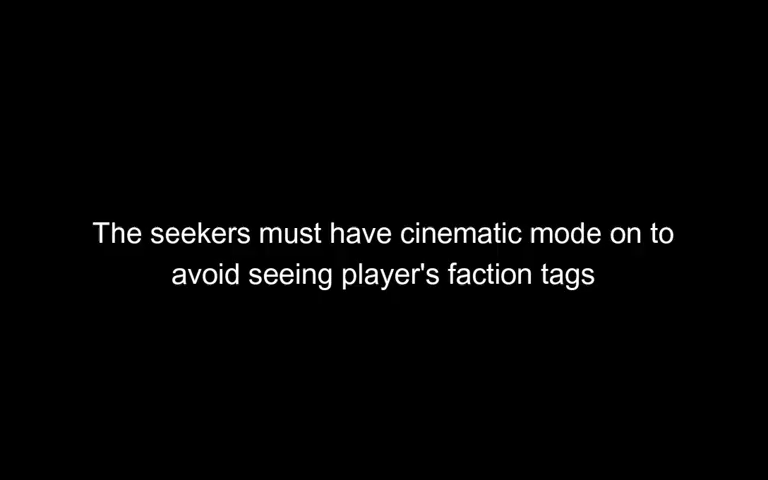 The seekers must have cinematic mode on to
avoid seeing player's faction tags